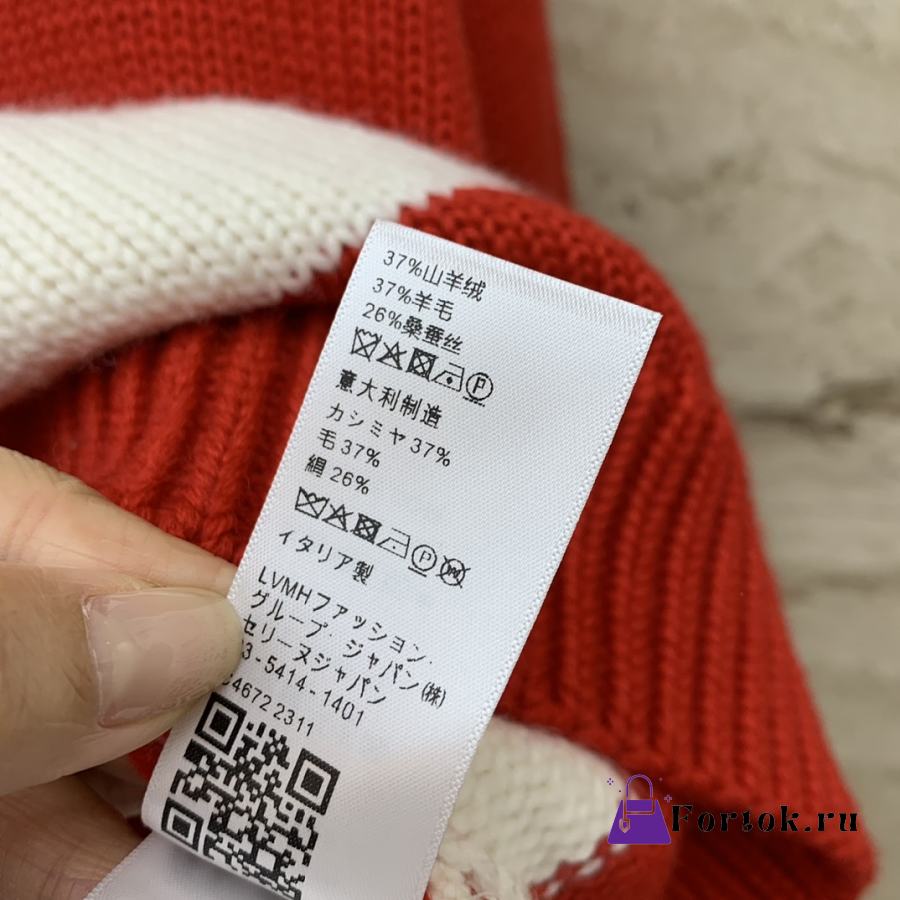 37%山羊绒
37%羊毛
26%桑蚕丝
意大利制造
カシミヤ 37%
毛 37%
絹 26%
イタリア製
LVMHファッション.
グループ・ジャパン(株)
セリーヌジャパン
3-5414-1401
4672 2311
Fortok.ru